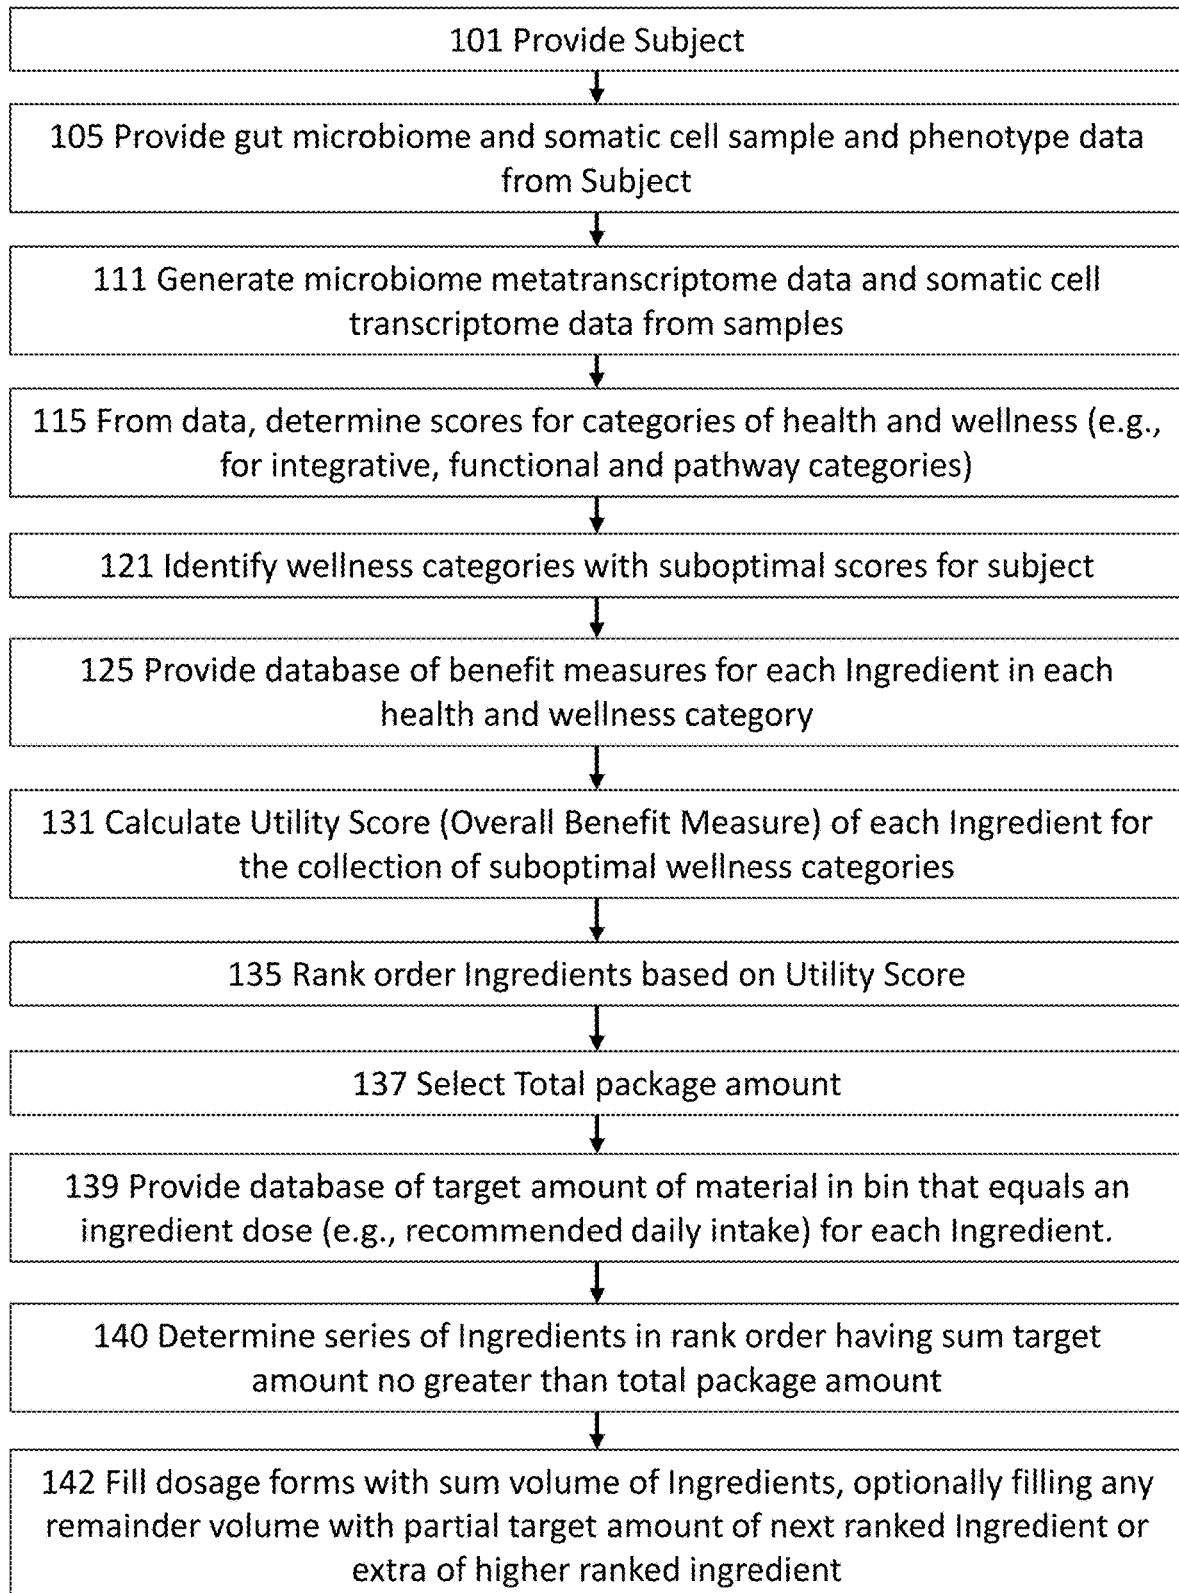 101 Provide Subject
105 Provide gut microbiome and somatic cell sample and phenotype data
from Subject
111 Generate microbiome metatranscriptome data and somatic cell
transcriptome data from samples
115 From data, determine scores for categories of health and wellness (e.g.,
for integrative, functional and pathway categories)
121 Identify wellness categories with suboptimal scores for subject
125 Provide database of benefit measures for each Ingredient in each
health and wellness category
131 Calculate Utility Score (Overall Benefit Measure) of each Ingredient for
the collection of suboptimal wellness categories
135 Rank order Ingredients based on Utility Score
137 Select Total package amount
139 Provide database of target amount of material in bin that equals an
ingredient dose (e.g., recommended daily intake) for each Ingredient.
140 Determine series of Ingredients in rank order having sum target
amount no greater than total package amount
142 Fill dosage forms with sum volume of Ingredients, optionally filling any
remainder volume with partial target amount of next ranked Ingredient or
extra of higher ranked ingredient